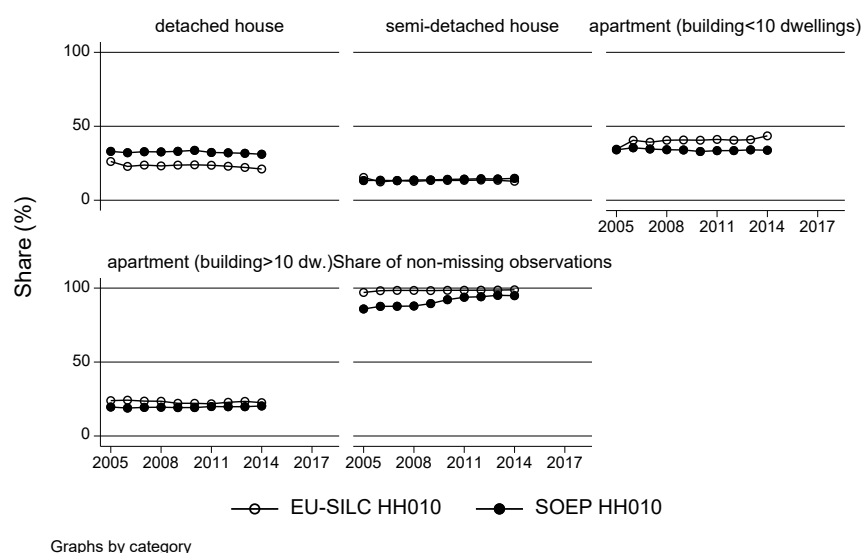 detached house
semi-detached house
apartment (building<10 dwellings)
100
50
0
2005 2008 2011 2014 2017
Share (%)
apartment (building>10 dw.)
Share of non-missing observations
100
50
0
2005 2008 2011 2014 2017
2005 2008 2011 2014 2017
EU-SILC HH010
SOEP HH010
Graphs by category